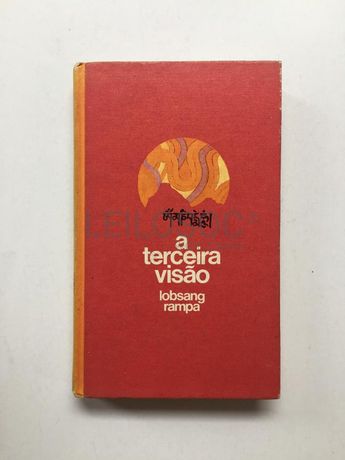 a
terceira
visão
lobsang
rampa